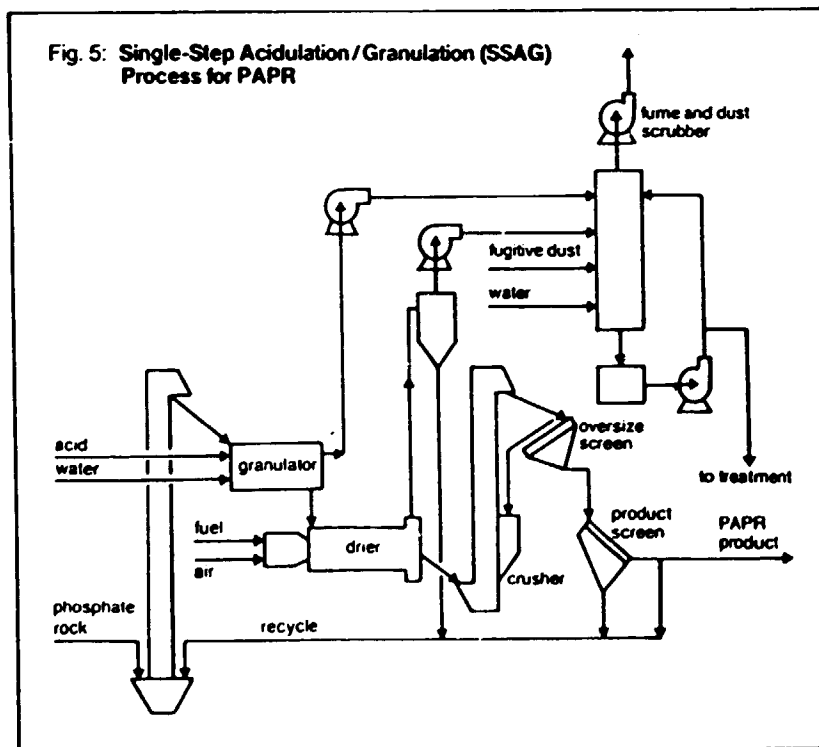 Fig. 5: Single-Step Acidulation/Granulation (SSAG)
Process for PAPR
fume and dust
scrubber
fugitive dust
water
oversize
screen
acid
water
granulator
to treatment
fuel
air
drier
crusher
product
screen
PAPR
product
phosphate
rock
recycle